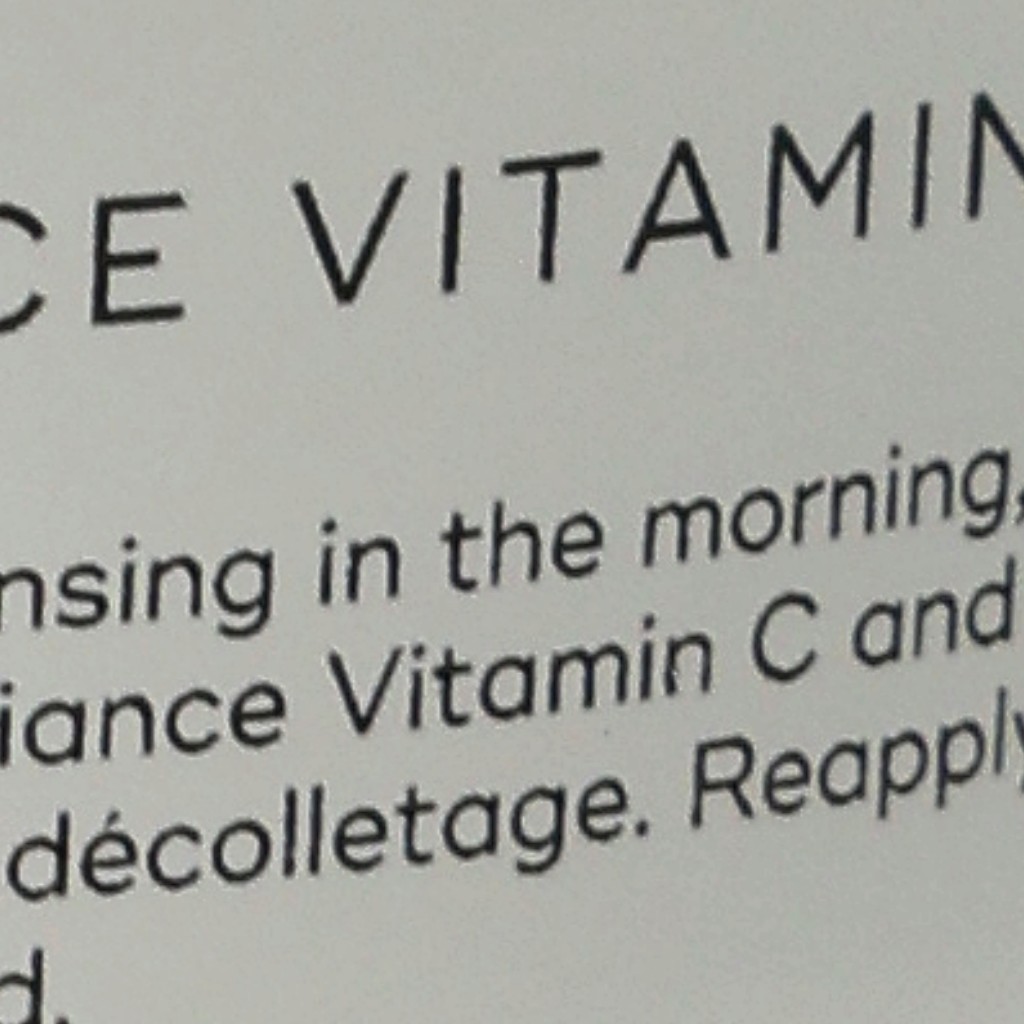 CE VITAMIN
nsing in the morning,
iance Vitamin C and
décolletage. Reapply
d.